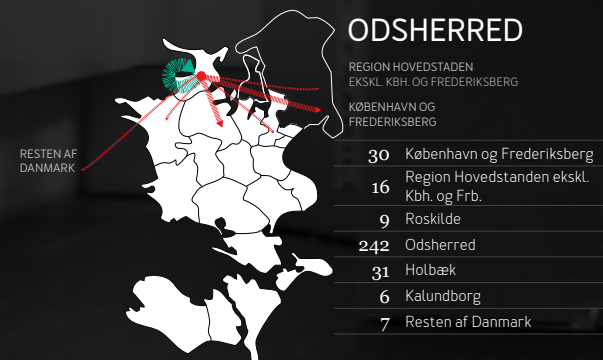 ODSHERRED
REGION HOVEDSTADEN
EKSKL. KBH. OG FREDERIKSBERG
KØBENHAVN OG
FREDERIKSBERG
RESTEN AF
DANMARK
30 København og Frederiksberg
16 Region Hovedstanden ekskl.
Kbh. og Frb.
9 Roskilde
242 Odsherred
31 Holbæk
6 Kalundborg
7 Resten af Danmark